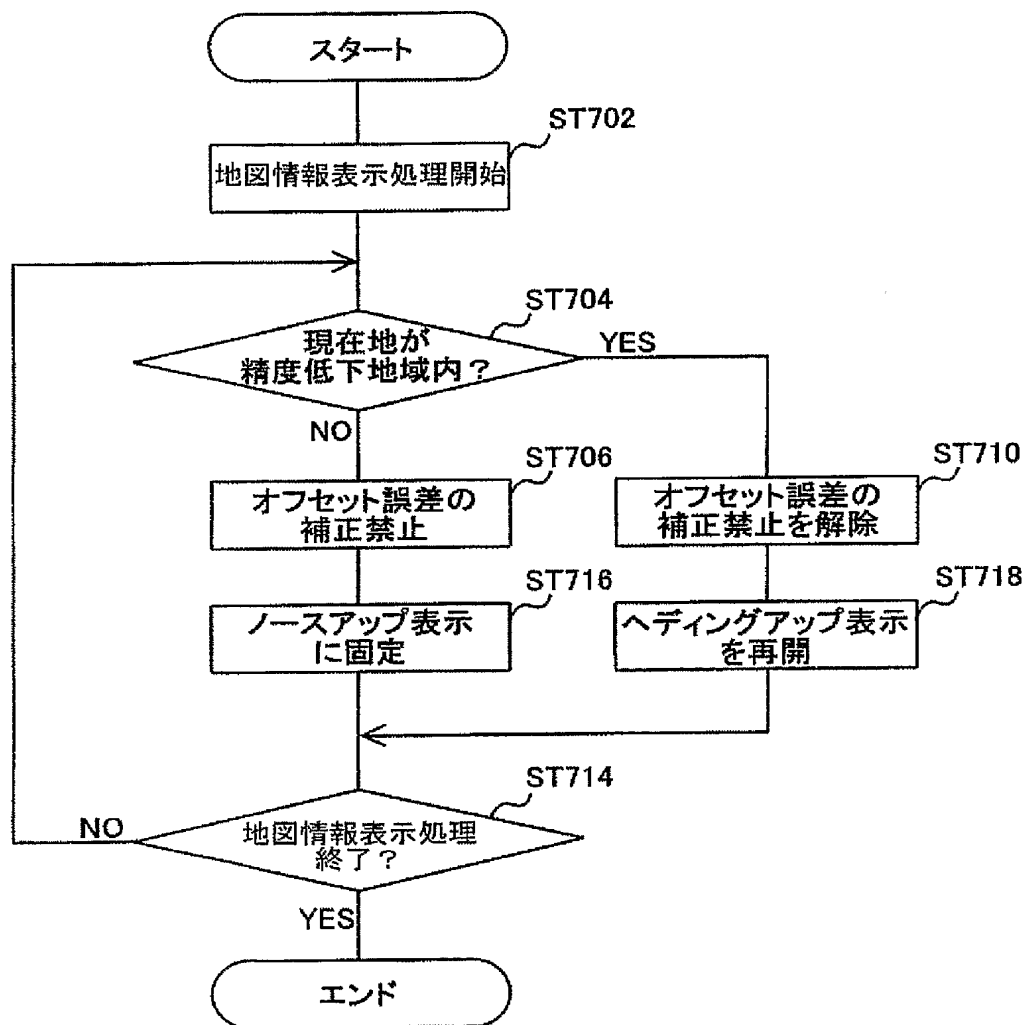 スタート
ST702
地図情報表示処理開始
ST704
現在地が
精度低下地域内？
YES
NO
ST706
オフセット誤差の
補正禁止
ST710
オフセット誤差の
補正禁止を解除
ST716
ノースアップ表示
に固定
ST718
ヘディングアップ表示
を再開
ST714
地図情報表示処理
終了？
NO
YES
エンド